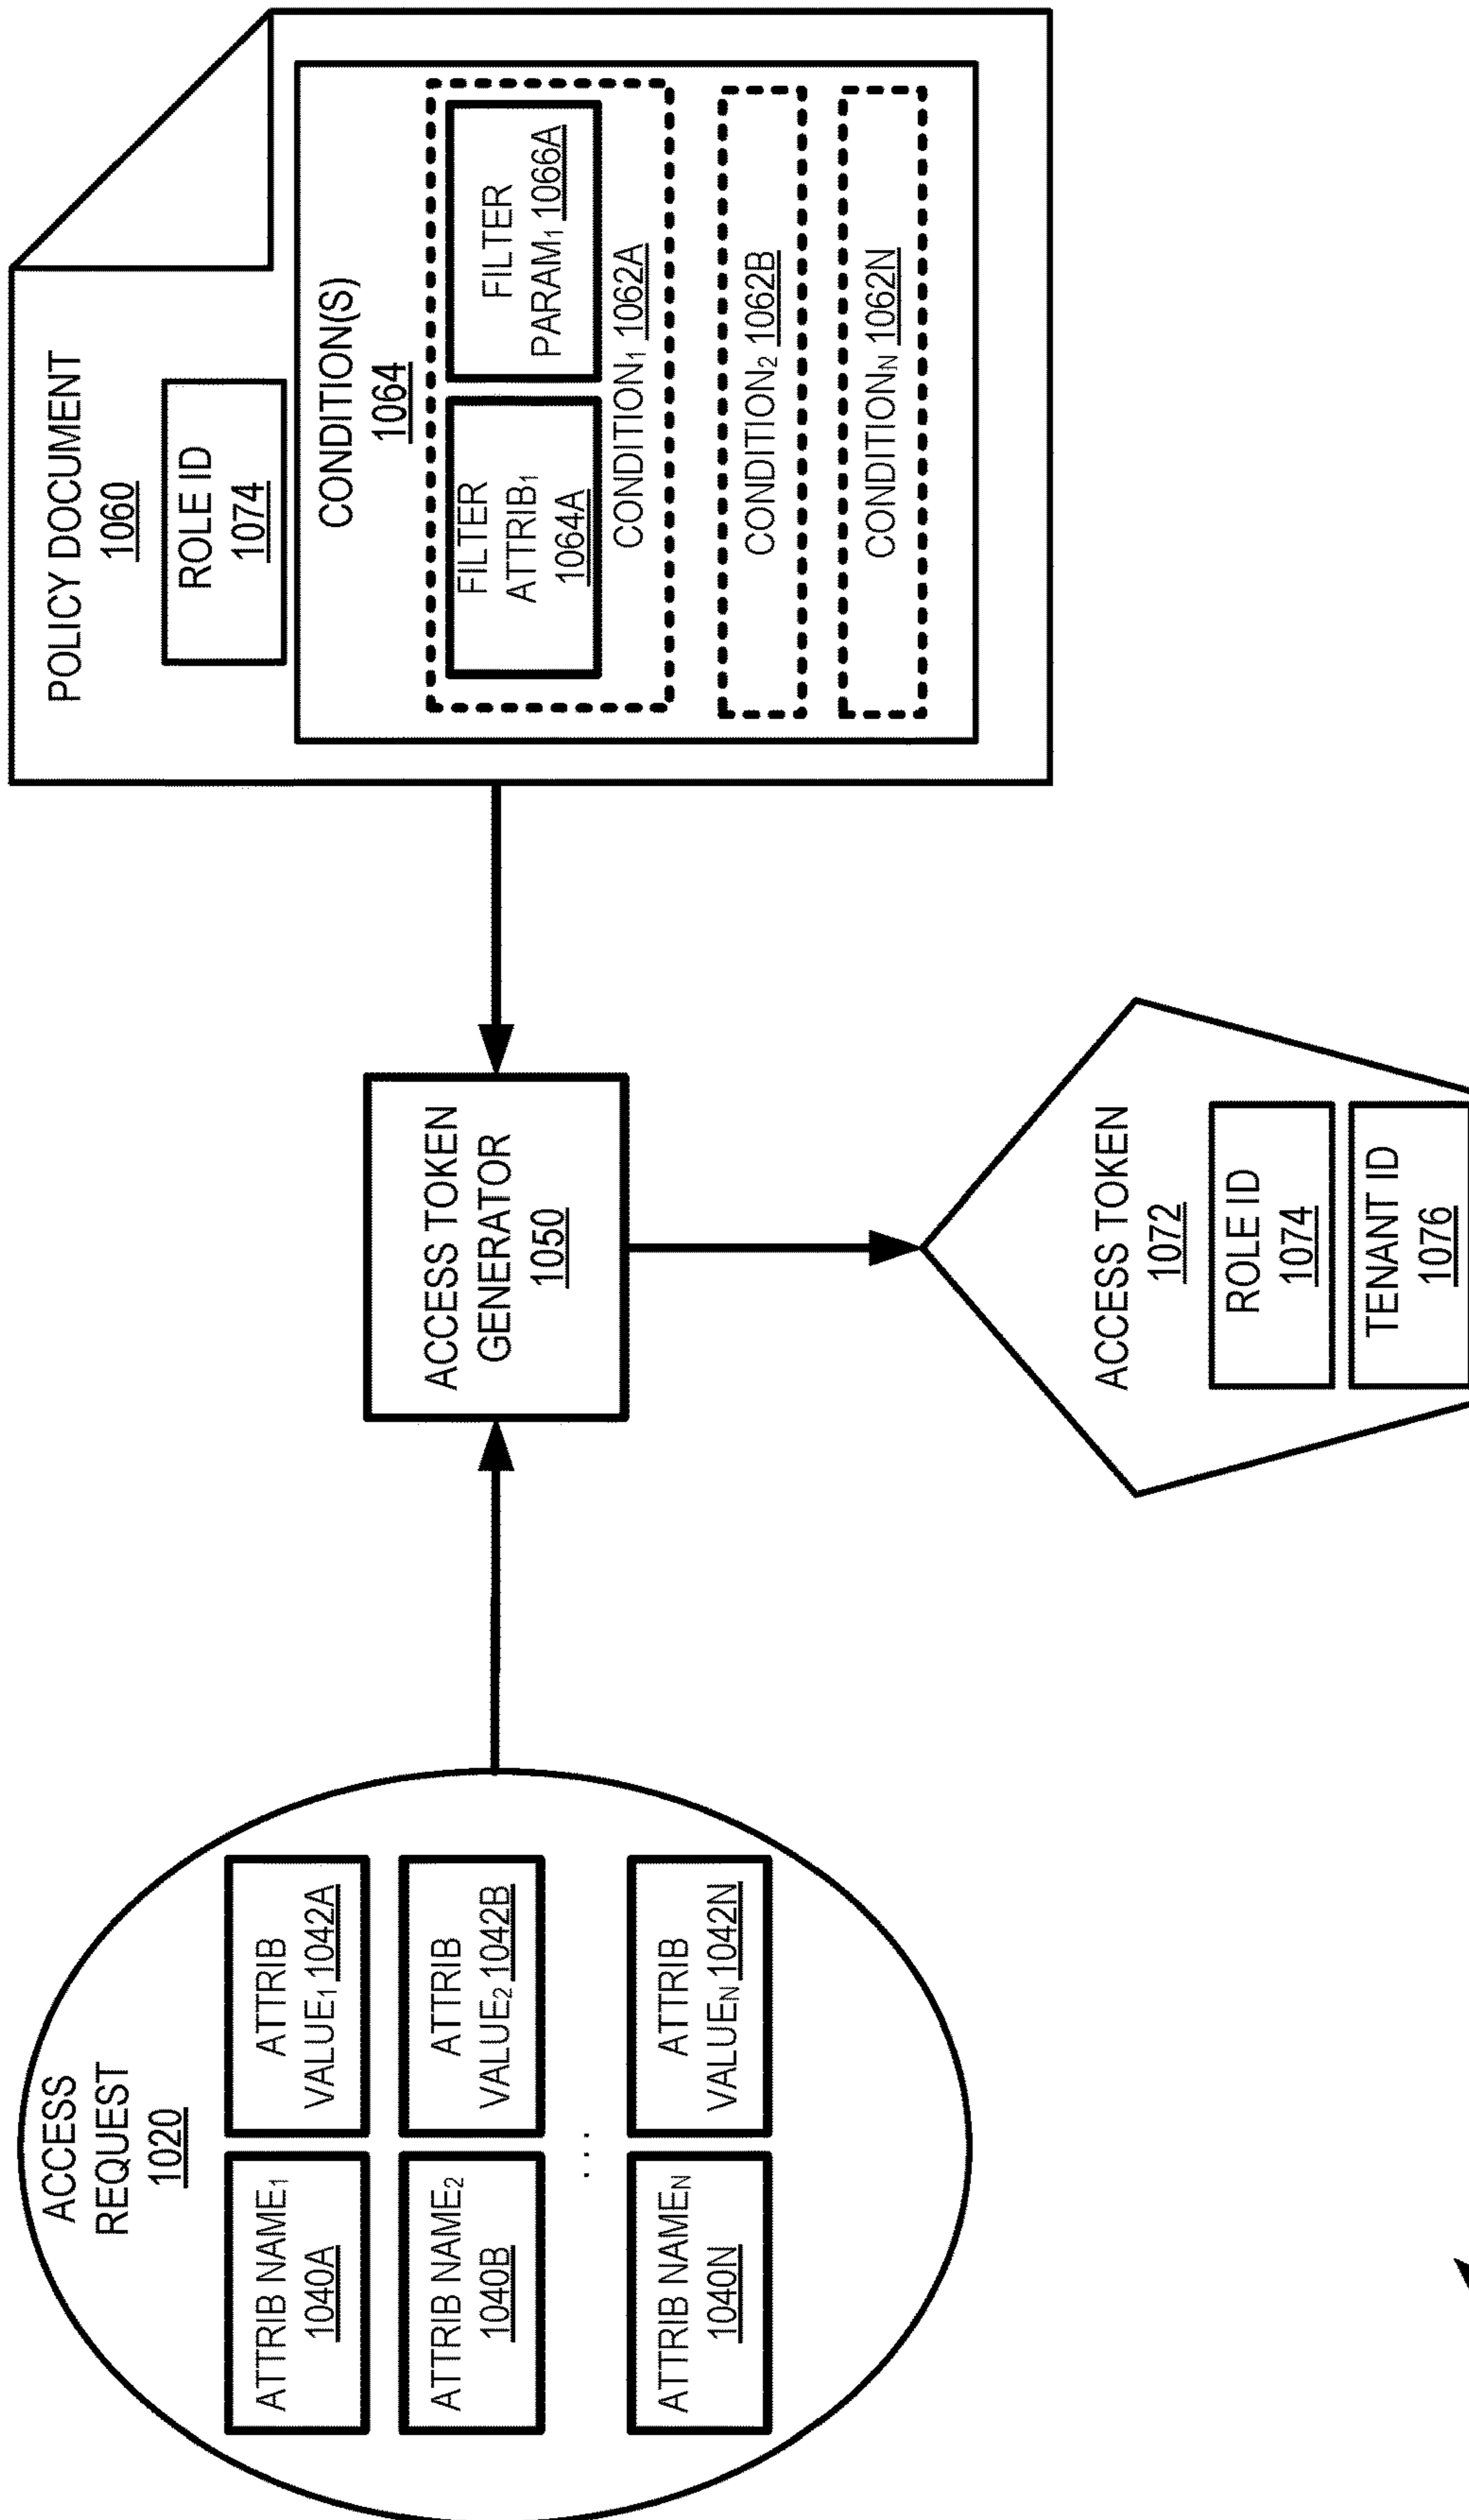 ACCESS
REQUEST
1020
ATTRIB NAME₁
1040A
ATTRIB
VALUE₁ 1042A
ATTRIB NAME₂
1040B
ATTRIB
VALUE₂ 1042B
...
ATTRIB NAMEₙ
1040N
ATTRIB
VALUEₙ 1042N
ACCESS TOKEN
GENERATOR
1050
POLICY DOCUMENT
1060
ROLE ID
1074
CONDITION(S)
1064
FILTER
ATTRIB₁
1064A
FILTER
PARAM₁ 1066A
CONDITION₁ 1062A
CONDITION₂ 1062B
CONDITIONₙ 1062N
ACCESS TOKEN
1072
ROLE ID
1074
TENANT ID
1076